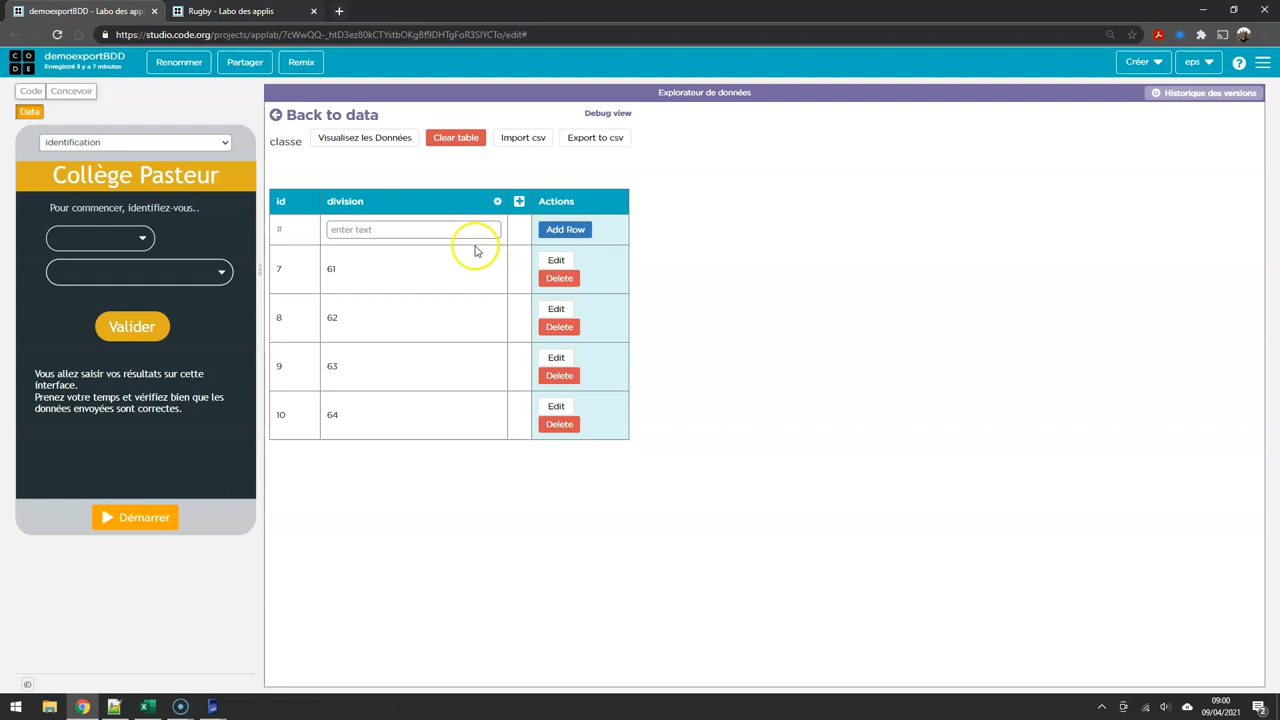 demoexportBDD - Labo des applis
Rugby - Labo des applis
https://studio.code.org/projects/applab/7cWwQQ-_htD3ez80kCTYstbOKgBf9DHTgFoR3SIYCTo/edit#
C O
D E
demoexportBDD
Enregistré il y a 7 minutes
Renommer
Partager
Remix
Créer
eps
Code
Concevoir
Data
Explorateur de données
Historique des versions
Back to data
Debug view
classe
Visualisez les Données
Clear table
Import csv
Export to csv
id
division
Actions
#
enter text
Add Row
7
61
Edit
Delete
8
62
Edit
Delete
9
63
Edit
Delete
10
64
Edit
Delete
identification
Collège Pasteur
Pour commencer, identifiez-vous..
Valider
Vous allez saisir vos résultats sur cette
interface.
Prenez votre temps et vérifiez bien que les
données envoyées sont correctes.
Démarrer
©
09:00
09/04/2021